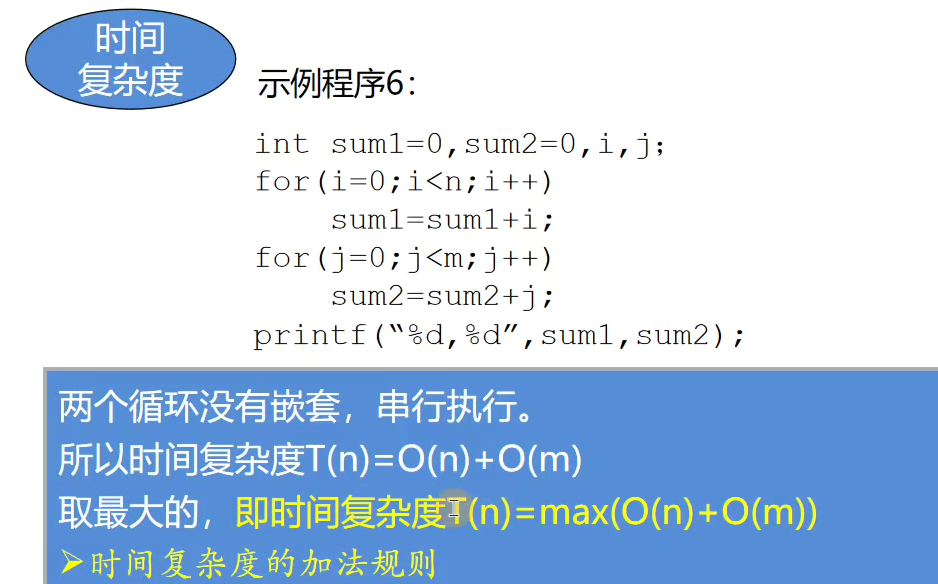 时间
复杂度
示例程序6：
int sum1=0,sum2=0,i,j;
for(i=0;i<n;i++)
sum1=sum1+i;
for(j=0;j<m;j++)
sum2=sum2+j;
printf(“%d,%d”,sum1,sum2);
两个循环没有嵌套，串行执行。
所以时间复杂度T(n)=O(n)+O(m)
取最大的，即时间复杂度T(n)=max(O(n)+O(m))
➢时间复杂度的加法规则